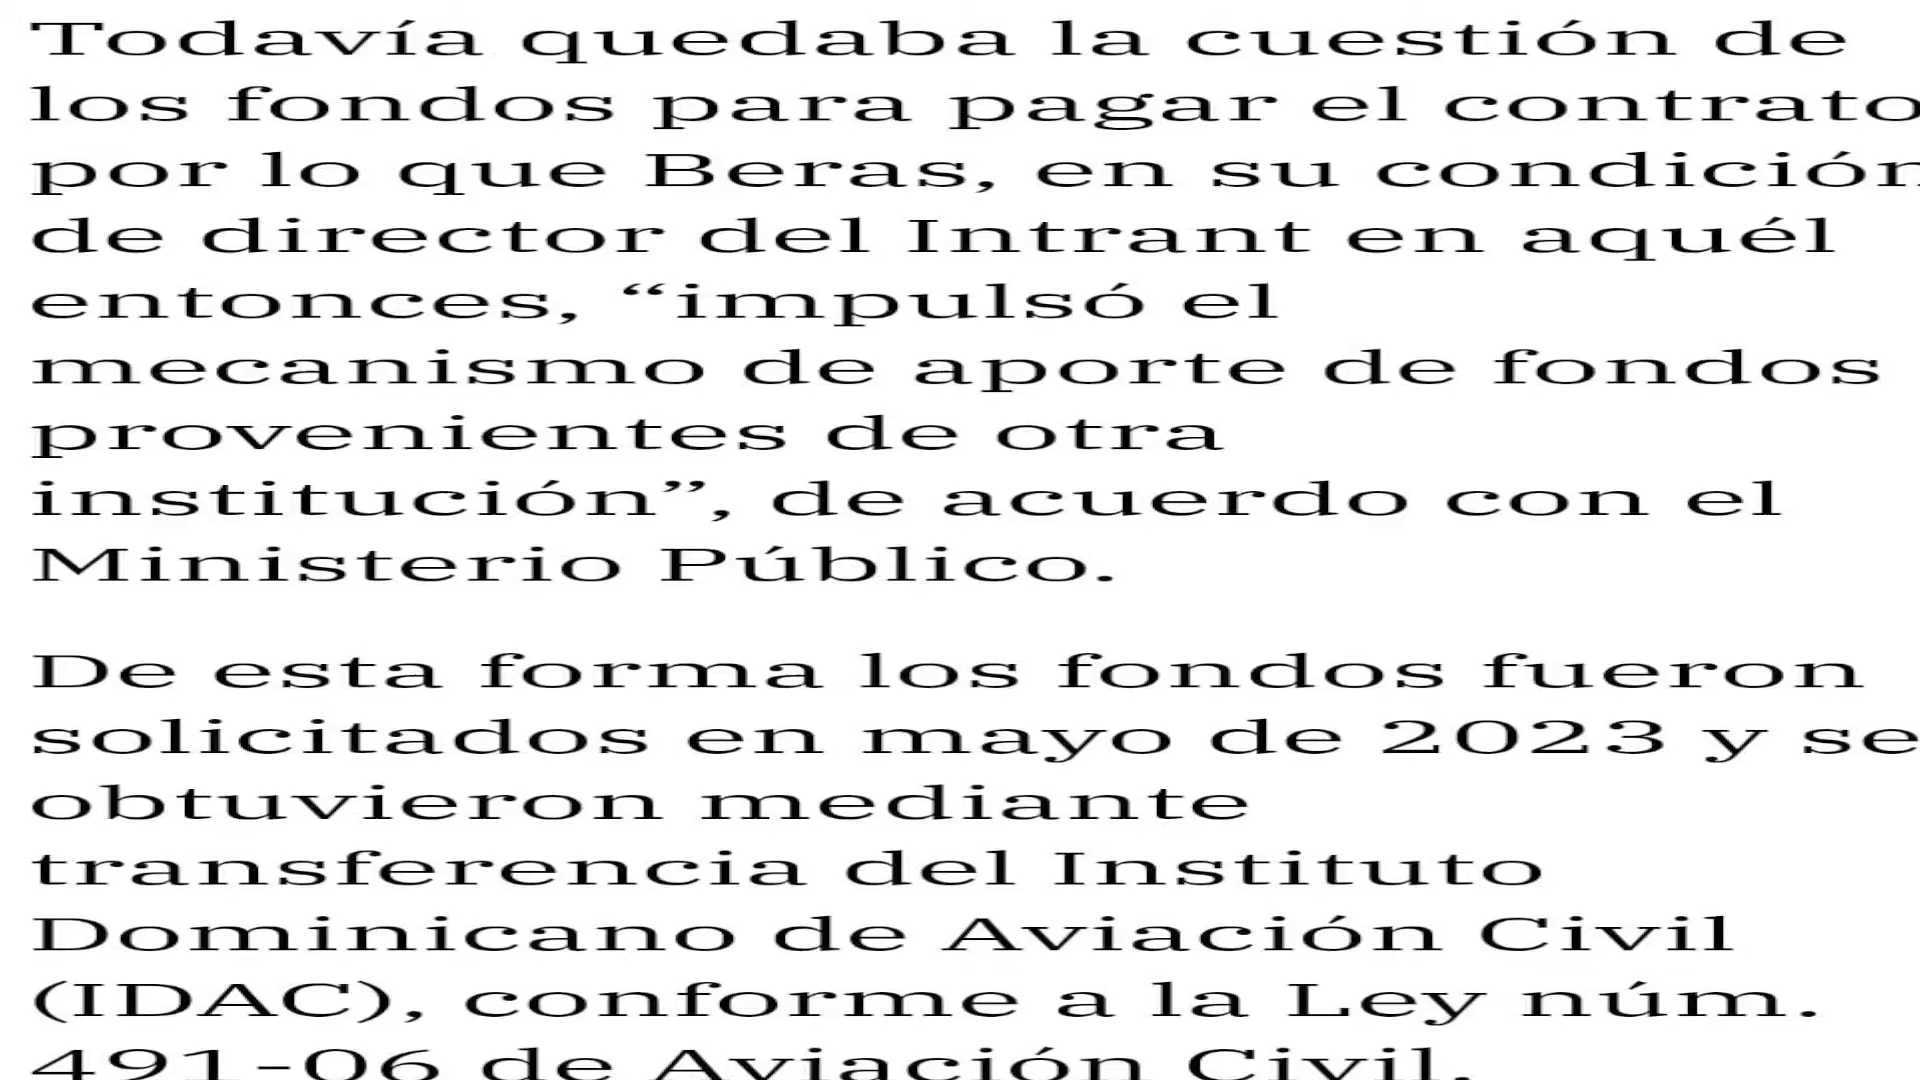 Todavía quedaba la cuestión de
los fondos para pagar el contrato
por lo que Beras, en su condición
de director del Intrant en aquél
entonces, “impulsó el
mecanismo de aporte de fondos
provenientes de otra
institución”, de acuerdo con el
Ministerio Público.
De esta forma los fondos fueron
solicitados en mayo de 2023 y se
obtuvieron mediante
transferencia del Instituto
Dominicano de Aviación Civil
(IDAC), conforme a la Ley núm.
491-06 de Aviación Civil.